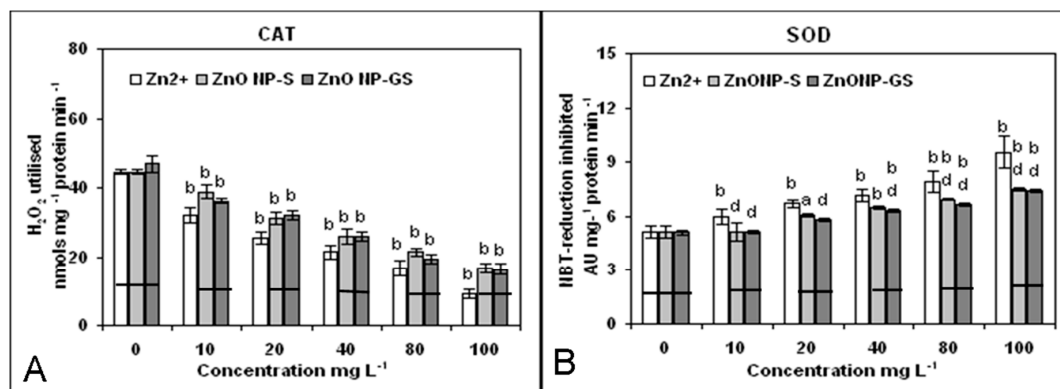 CAT
80
60
40
20
0
H₂O₂ utilised
nmols mg ⁻¹ protein min ⁻¹
Zn2+ ZnO NP-S ZnO NP-GS
b b b
b b b
b b b
b b b
b b b
0 10 20 40 80 100
Concentration mg L⁻¹
A
SOD
15
12
9
6
3
0
NBT-reduction inhibited
AU mg-¹ protein min⁻¹
Zn2+ ZnONP-S ZnONP-GS
b d d
b a d
b b b d
b b d b d
b b d b d
0 10 20 40 80 100
Concentration mg L⁻¹
B